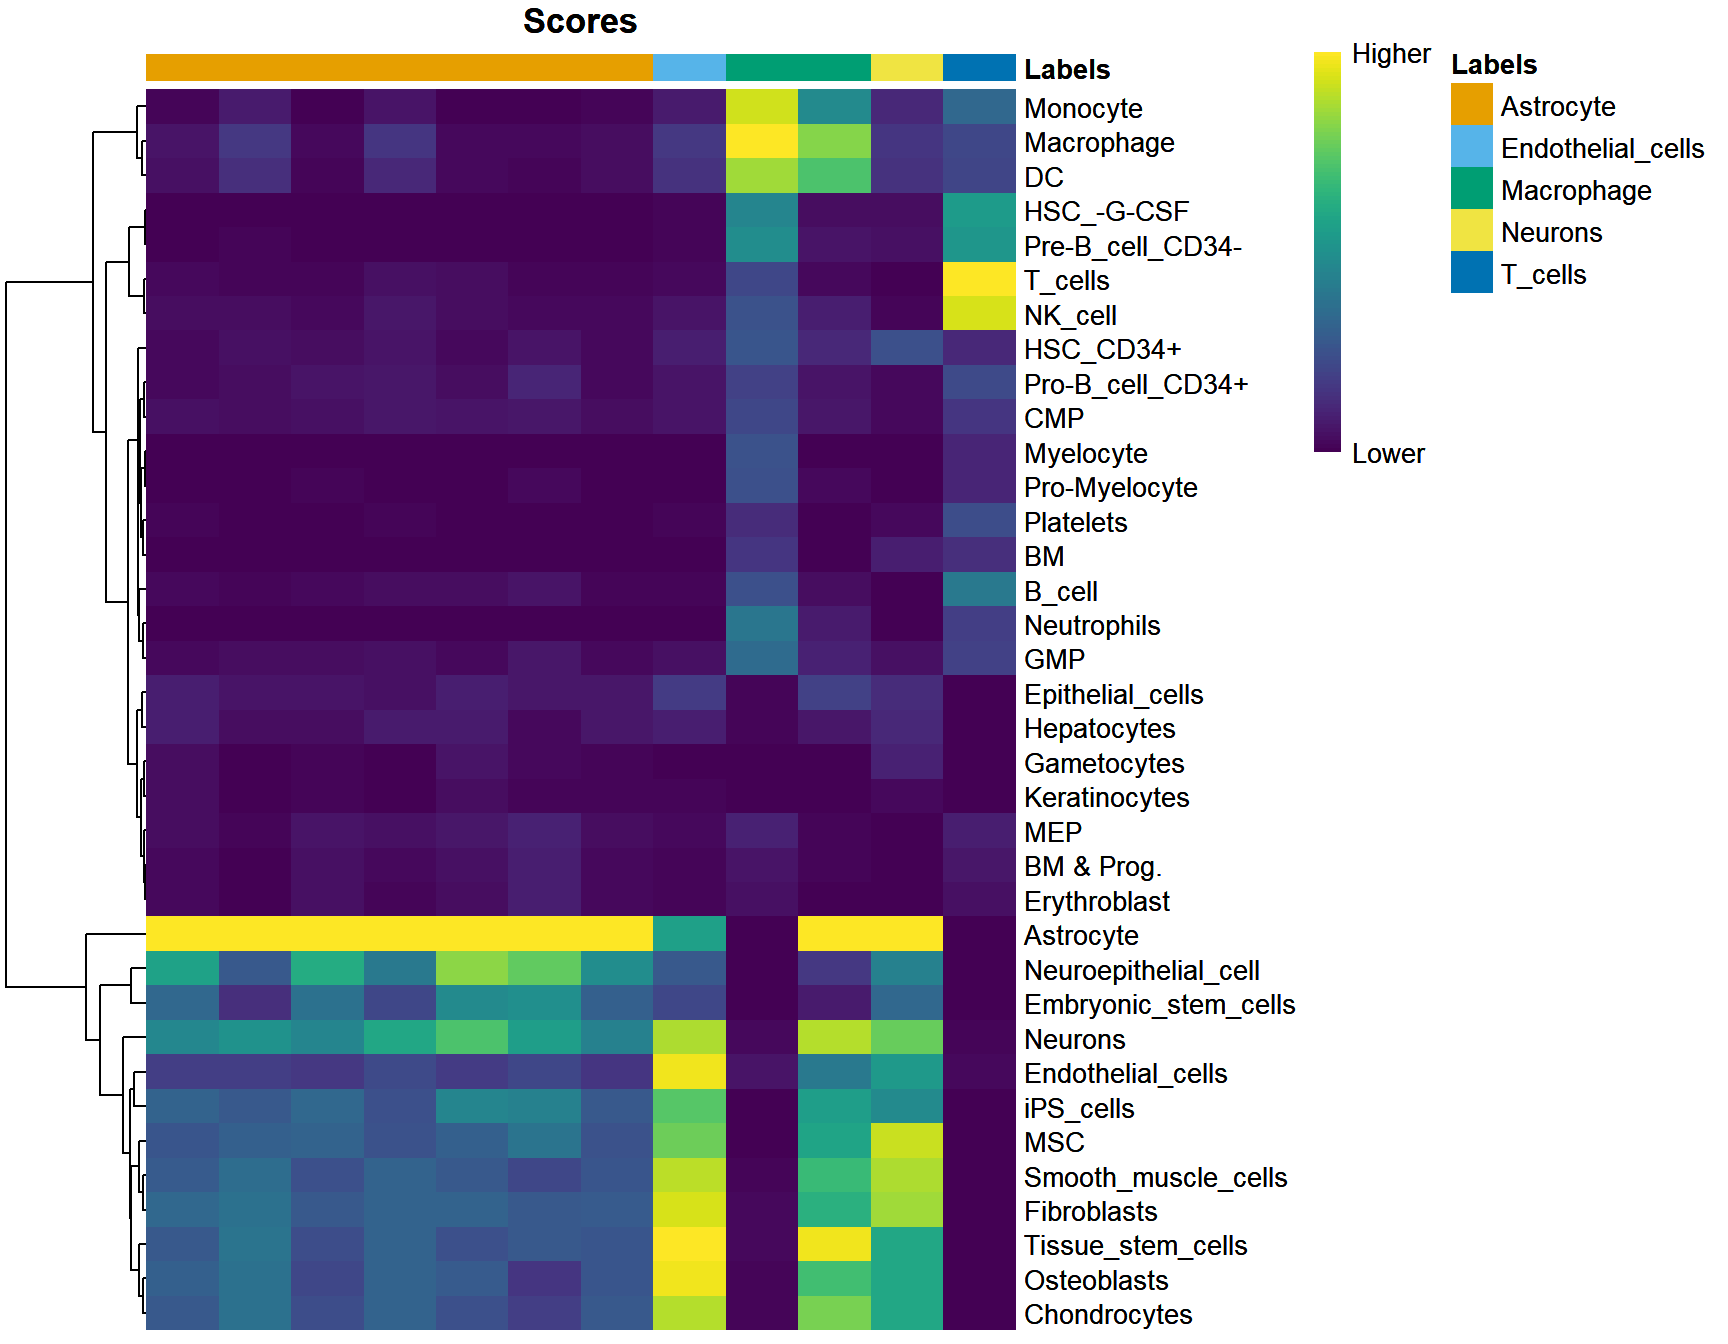 Scores
Labels
Monocyte
Macrophage
DC
HSC_-G-CSF
Pre-B_cell_CD34-
T_cells
NK_cell
HSC_CD34+
Pro-B_cell_CD34+
CMP
Myelocyte
Pro-Myelocyte
Platelets
BM
B_cell
Neutrophils
GMP
Epithelial_cells
Hepatocytes
Gametocytes
Keratinocytes
MEP
BM & Prog.
Erythroblast
Astrocyte
Neuroepithelial_cell
Embryonic_stem_cells
Neurons
Endothelial_cells
iPS_cells
MSC
Smooth_muscle_cells
Fibroblasts
Tissue_stem_cells
Osteoblasts
Chondrocytes
Higher
Lower
Labels
Astrocyte
Endothelial_cells
Macrophage
Neurons
T_cells